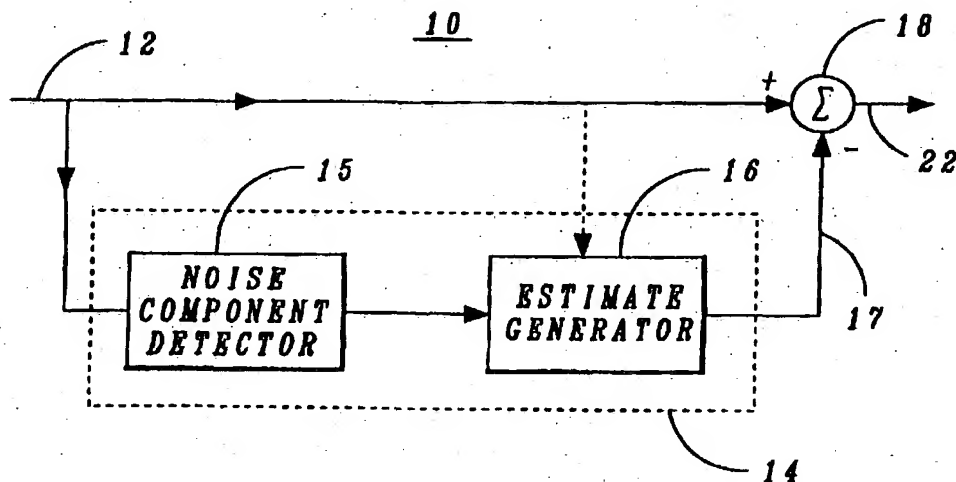 10
12
18
+
Σ
-
22
15
16
NOISE
COMPONENT
DETECTOR
ESTIMATE
GENERATOR
17
14